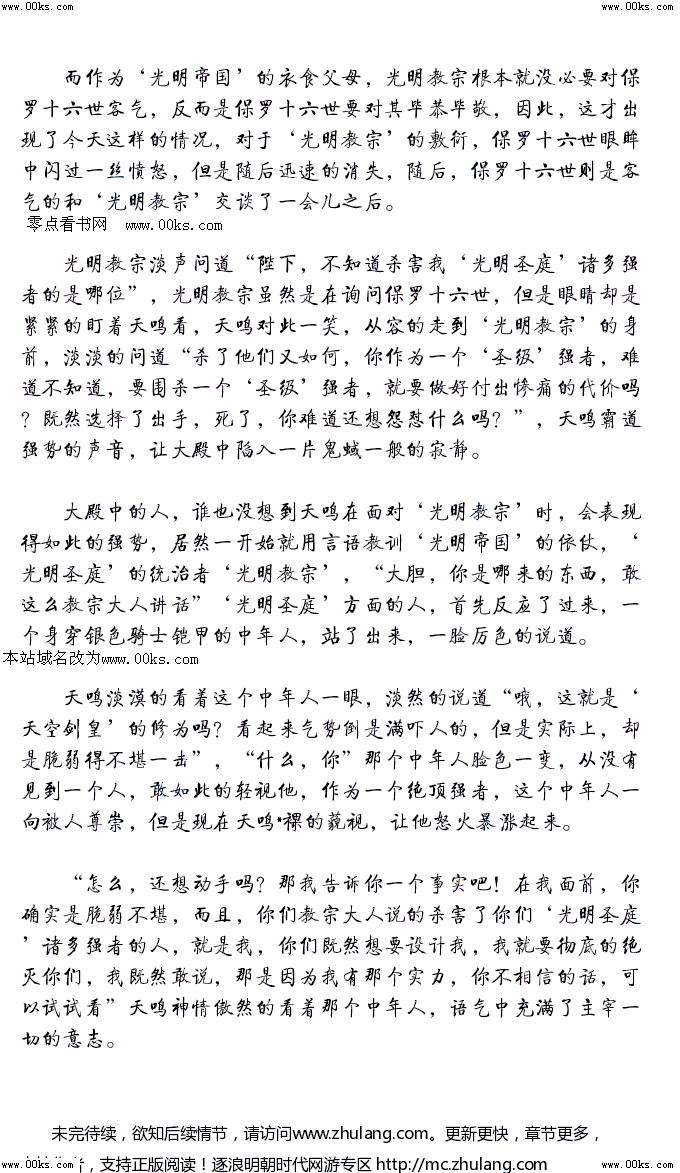 www.00ks.com www.00ks.com
而作为‘光明帝国’的衣食父母，光明教宗根本就没必要对保
罗十六世客气，反而是保罗十六世要对其毕恭毕敬，因此，这才出
现了今天这样的情况，对于‘光明教宗’的敷衍，保罗十六世眼眸
中闪过一丝愤怒，但是随后迅速的消失，随后，保罗十六世则是客
气的和‘光明教宗’交谈了一会儿之后。
零点看书网 www.00ks.com
光明教宗淡声问道“陛下，不知道杀害我‘光明圣庭’诸多强
者的是哪位”，光明教宗虽然是在询问保罗十六世，但是眼睛却是
紧紧的盯着天鸣看，天鸣对此一笑，从容的走到‘光明教宗’的身
前，淡淡的问道“杀了他们又如何，你作为一个‘圣级’强者，难
道不知道，要围杀一个‘圣级’强者，就要做好付出惨痛的代价吗
？既然选择了出手，死了，你难道还想怨怼什么吗？”，天鸣霸道
强势的声音，让大殿中陷入一片鬼蜮一般的寂静。
大殿中的人，谁也没想到天鸣在面对‘光明教宗’时，会表现
得如此的强势，居然一开始就用言语教训‘光明帝国’的依仗，‘
光明圣庭’的统治者‘光明教宗’，“大胆，你是哪来的东西，敢
这么教宗大人讲话”‘光明圣庭’方面的人，首先反应了过来，一
个身穿银色骑士铠甲的中年人，站了出来，一脸厉色的说道。
本站域名改为www.00ks.com
天鸣淡漠的看着这个中年人一眼，淡然的说道“哦，这就是‘
天空剑皇’的修为吗？看起来气势倒是满吓人的，但是实际上，却
是脆弱得不堪一击”，“什么，你”那个中年人脸色一变，从没有
见到一个人，敢如此的轻视他，作为一个绝顶强者，这个中年人一
向被人尊崇，但是现在天鸣·裸的藐视，让他怒火暴涨起来。
“怎么，还想动手吗？那我告诉你一个事实吧！在我面前，你
确实是脆弱不堪，而且，你们教宗大人说的杀害了你们‘光明圣庭
’诸多强者的人，就是我，你们既然想要设计我，我就要彻底的绝
灭你们，我既然敢说，那是因为我有那个实力，你不相信的话，可
以试试看”天鸣神情傲然的看着那个中年人，语气中充满了主宰一
切的意志。
未完待续，欲知后续情节，请访问www.zhulang.com。更新更快，章节更多，
支持正版阅读！逐浪明朝时代网游专区 http://mc.zhulang.com
www.00ks.com www.00ks.com